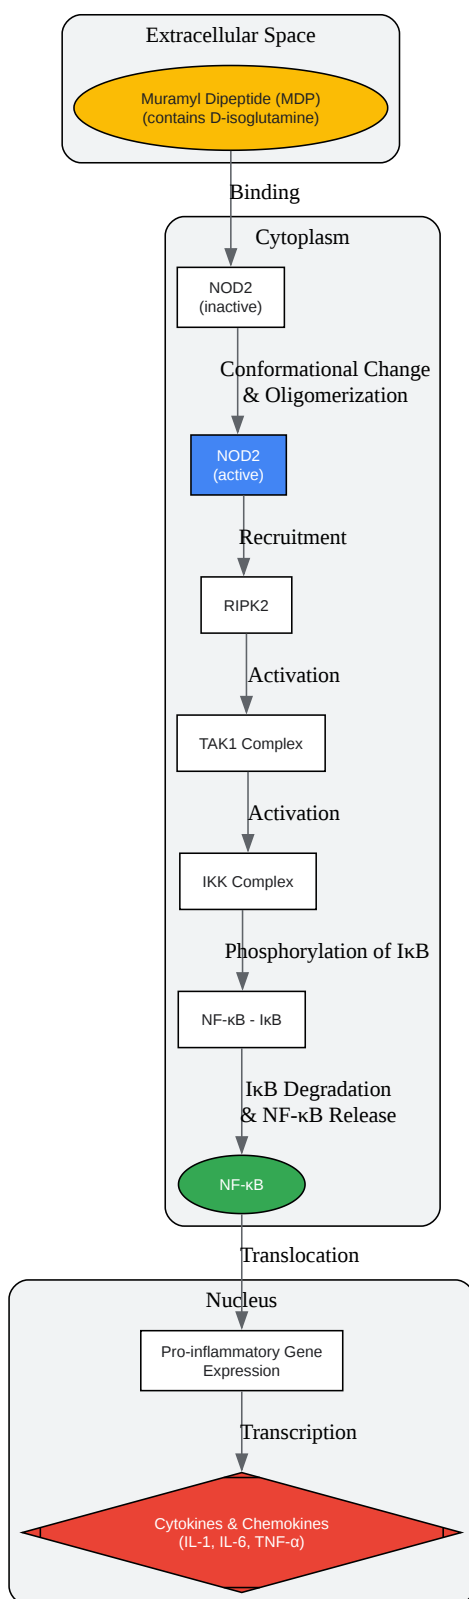 Extracellular Space
Muramyl Dipeptide (MDP)
(contains D-isoglutamine)
Binding
Cytoplasm
NOD2
(inactive)
Conformational Change
& Oligomerization
NOD2
(active)
Recruitment
RIPK2
Activation
TAK1 Complex
Activation
IKK Complex
Phosphorylation of IκB
NF-κB - IκB
IκB Degradation
& NF-κB Release
NF-κB
Translocation
Nucleus
Pro-inflammatory Gene
Expression
Transcription
Cytokines & Chemokines
(IL-1, IL-6, TNF-α)